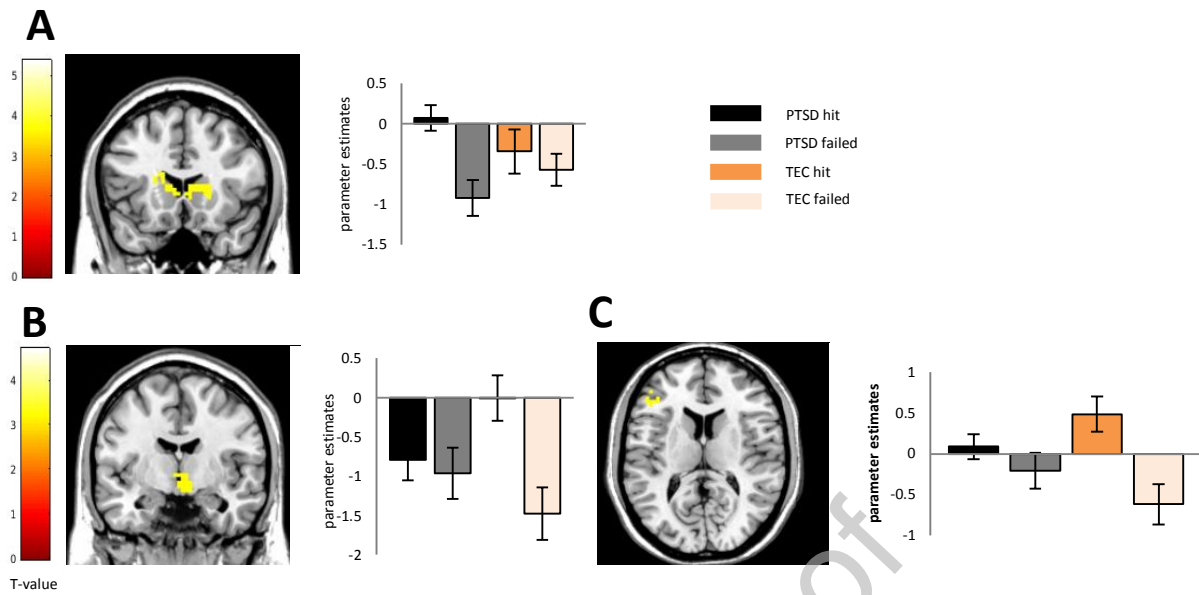 A
5
4
3
2
1
0
parameter estimates
0.5
0
-0.5
-1
-1.5
PTSD hit
PTSD failed
TEC hit
TEC failed
B
4
3
2
1
0
T-value
parameter estimates
0.5
0
-0.5
-1
-1.5
-2
C
parameter estimates
1
0.5
0
-0.5
-1
of